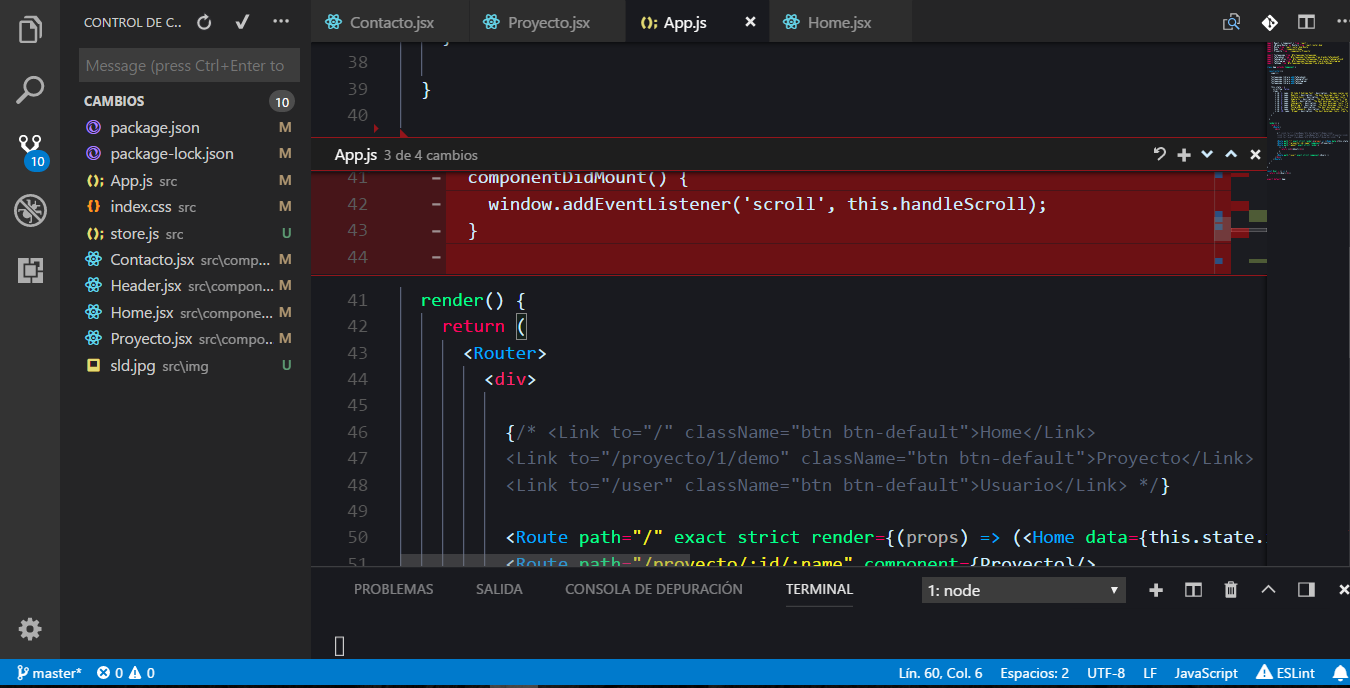 CONTROL DE C...
Contacto.jsx
Proyecto.jsx
App.js
Home.jsx
Message (press Ctrl+Enter to
CAMBIOS 10
package.json M
package-lock.json M
App.js src M
index.css src M
store.js src U
Contacto.jsx src\comp... M
Header.jsx src\compon... M
Home.jsx src\compone... M
Proyecto.jsx src\compo.. M
sld.jpg src\img U
10
38
39 }
40
App.js 3 de 4 cambios
41 - componentDidMount() {
42 - window.addEventListener('scroll', this.handleScroll);
43 - }
44 -
41 render() {
42 return (
43 <Router>
44 <div>
45
46 {/* <Link to="/" className="btn btn-default">Home</Link>
47 <Link to="/proyecto/1/demo" className="btn btn-default">Proyecto</Link>
48 <Link to="/user" className="btn btn-default">Usuario</Link> */}
49
50 <Route path="/" exact strict render={(props) => (<Home data={this.state.
51 <Route path="/proyecto/:id/:name" component={Proyecto}/>
PROBLEMAS SALIDA CONSOLA DE DEPURACIÓN TERMINAL 1: node
master* 0 0 Lín. 60, Col. 6 Espacios: 2 UTF-8 LF JavaScript ESLint